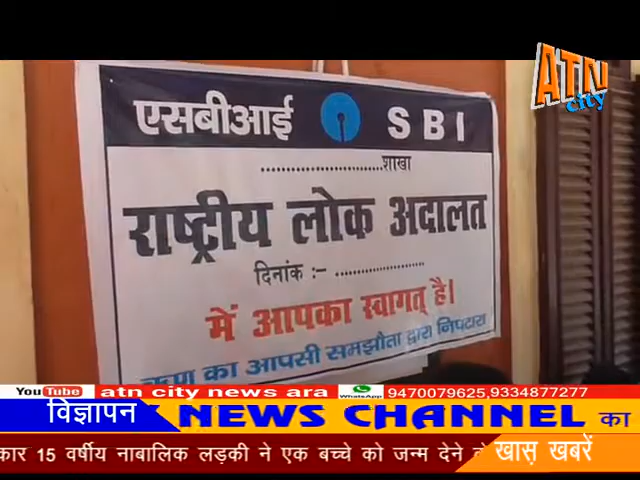 ATN
city
एसबीआई SBI
..............................शाखा
राष्ट्रीय लोक अदालत
दिनांक :- ......................
में आपका स्वागत् है।
ऋण का आपसी समझौता द्वारा निपटारा
YouTube atn city news ara WhatsApp 9470079625,9334877277
विज्ञापन NEWS CHANNEL का
कार 15 वर्षीय नाबालिक लड़की ने एक बच्चे को जन्म देने खास़ खबरें